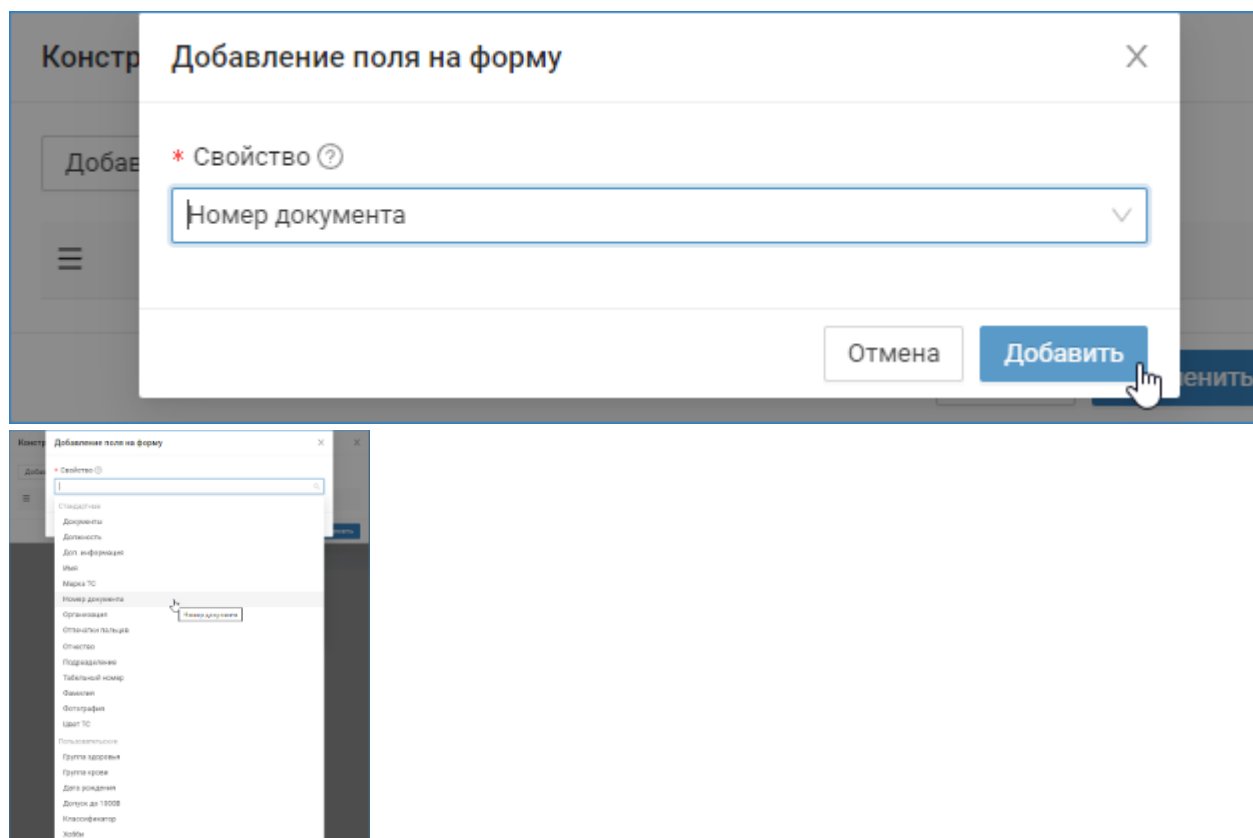 Констр
Добавление поля на форму
Добав
* Свойство
Номер документа
Отмена
Добавить
енить
Констр
Добавление поля на форму
Добав
* Свойство
Стандартные
Документы
Должность
Доп. информация
Имя
Марка ТС
Номер документа
Номер документа
Организация
Отпечатки пальцев
Отчество
Подразделение
Табельный номер
Фамилия
Фотография
Цвет ТС
Пользовательские
Группа здоровья
Группа крови
Дата рождения
Допуск до 1000В
Классификатор
Хобби